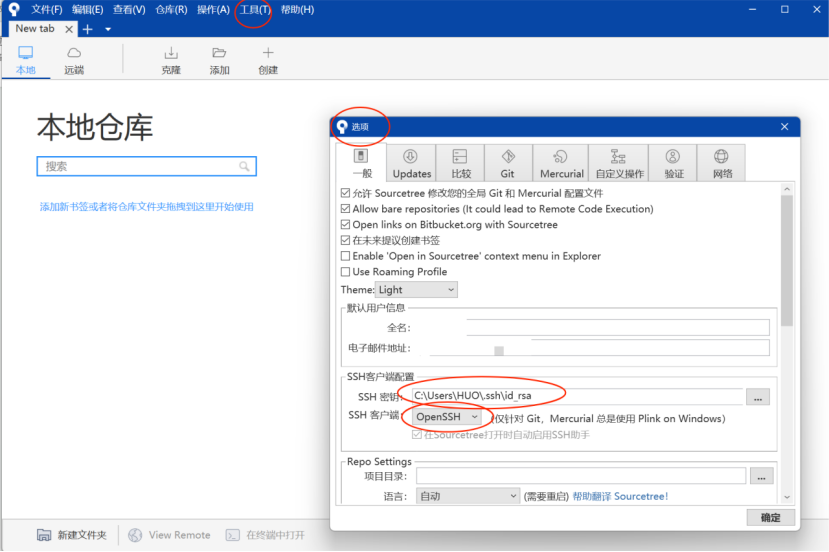 文件(F) 编辑(E) 查看(V) 仓库(R) 操作(A) 工具(T) 帮助(H)
New tab
本地 远端 克隆 添加 创建
本地仓库
搜索
添加新书签或者将仓库文件夹拖拽到这里开始使用
选项
一般 Updates 比较 Git Mercurial 自定义操作 验证 网络
允许 Sourcetree 修改您的全局 Git 和 Mercurial 配置文件
Allow bare repositories (It could lead to Remote Code Execution)
Open links on Bitbucket.org with Sourcetree
在未来提议创建书签
Enable 'Open in Sourcetree' context menu in Explorer
Use Roaming Profile
Theme: Light
默认用户信息
全名:
电子邮件地址:
SSH客户端配置
SSH 密钥: C:\Users\HUO\.ssh\id_rsa ...
SSH 客户端: OpenSSH (仅针对 Git，Mercurial 总是使用 Plink on Windows)
在Sourcetree打开时自动启用SSH助手
Repo Settings
项目目录: ...
语言: 自动 (需要重启) 帮助翻译 Sourcetree!
确定
新建文件夹 View Remote 在终端中打开